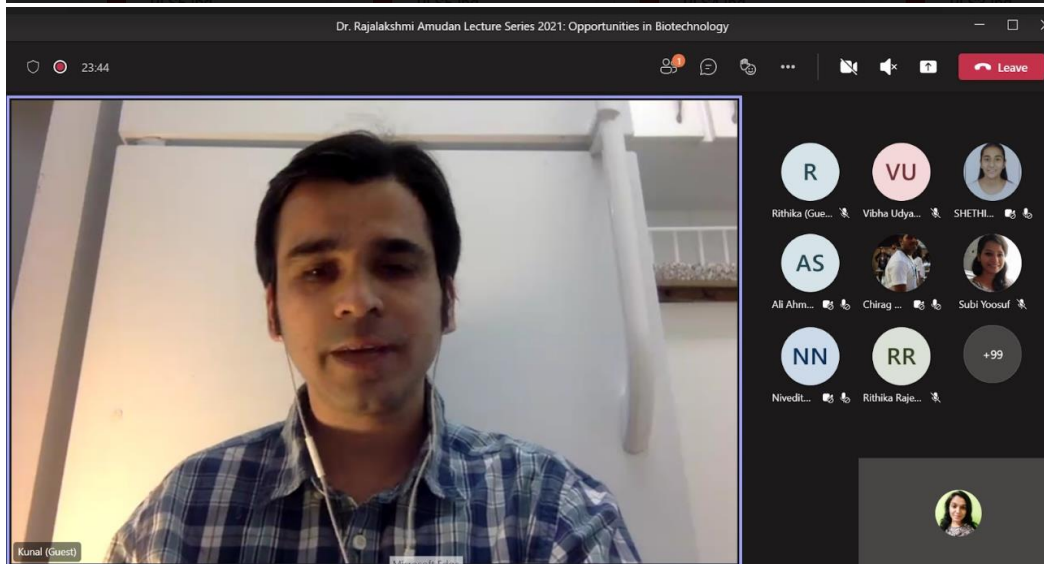 Dr. Rajalakshmi Amudan Lecture Series 2021: Opportunities in Biotechnology
23:44
1
Leave
R
VU
Rithika (Gue...
Vibha Udya...
SHETHI...
AS
Ali Ahm...
Chirag ...
Subi Yoosuf
NN
RR
+99
Nivedit...
Rithika Raje...
Kunal (Guest)